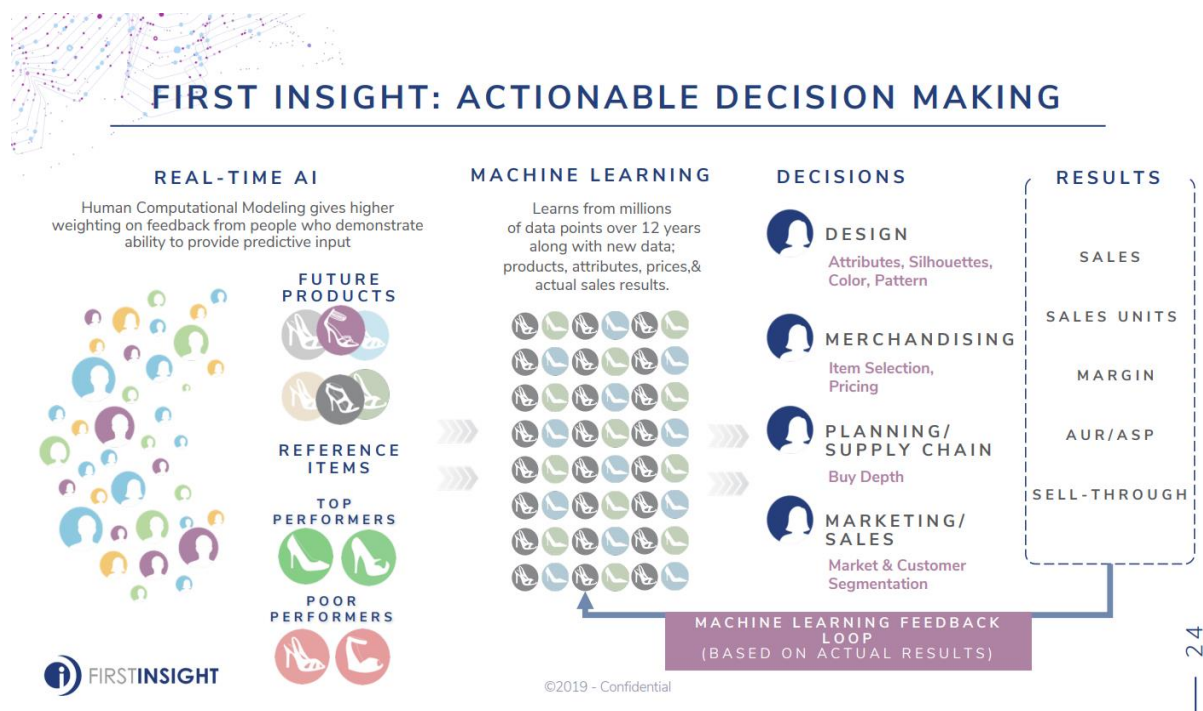 FIRST INSIGHT: ACTIONABLE DECISION MAKING
REAL-TIME AI
Human Computational Modeling gives higher
weighting on feedback from people who demonstrate
ability to provide predictive input
FUTURE
PRODUCTS
REFERENCE
ITEMS
TOP
PERFORMERS
POOR
PERFORMERS
MACHINE LEARNING
Learns from millions
of data points over 12 years
along with new data;
products, attributes, prices,&
actual sales results.
DECISIONS
DESIGN
Attributes, Silhouettes,
Color, Pattern
MERCHANDISING
Item Selection,
Pricing
PLANNING/
SUPPLY CHAIN
Buy Depth
MARKETING/
SALES
Market & Customer
Segmentation
RESULTS
SALES
SALES UNITS
MARGIN
AUR/ASP
SELL-THROUGH
MACHINE LEARNING FEEDBACK
LOOP
(BASED ON ACTUAL RESULTS)
FIRSTINSIGHT
©2019 - Confidential
24